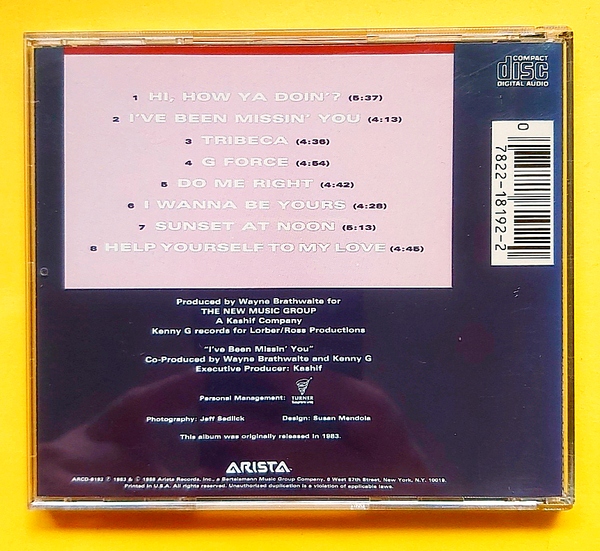 COMPACT
disc
DIGITAL AUDIO
1 HI, HOW YA DOIN'? (5:37)
2 I'VE BEEN MISSIN' YOU (4:13)
3 TRIBECA (4:36)
4 G FORCE (4:54)
5 DO ME RIGHT (4:42)
6 I WANNA BE YOURS (4:28)
7 SUNSET AT NOON (5:13)
8 HELP YOURSELF TO MY LOVE (4:45)
0 7822-18192-2
Produced by Wayne Brathwaite for
THE NEW MUSIC GROUP
A Kashif Company
Kenny G records for Lorber/Ross Productions
"I've Been Missin' You"
Co-Produced by Wayne Brathwaite and Kenny G
Executive Producer: Kashif
Personal Management: TURNER
Photography: Jeff Sedlick Design: Susan Mendola
This album was originally released in 1983.
ARISTA
ARCD-8192 ℗ 1983 & © 1988 Arista Records, Inc., a Bertelsmann Music Group Company, 6 West 57th Street, New York, N.Y. 10019.
Printed in U.S.A. All rights reserved. Unauthorized duplication is a violation of applicable laws.